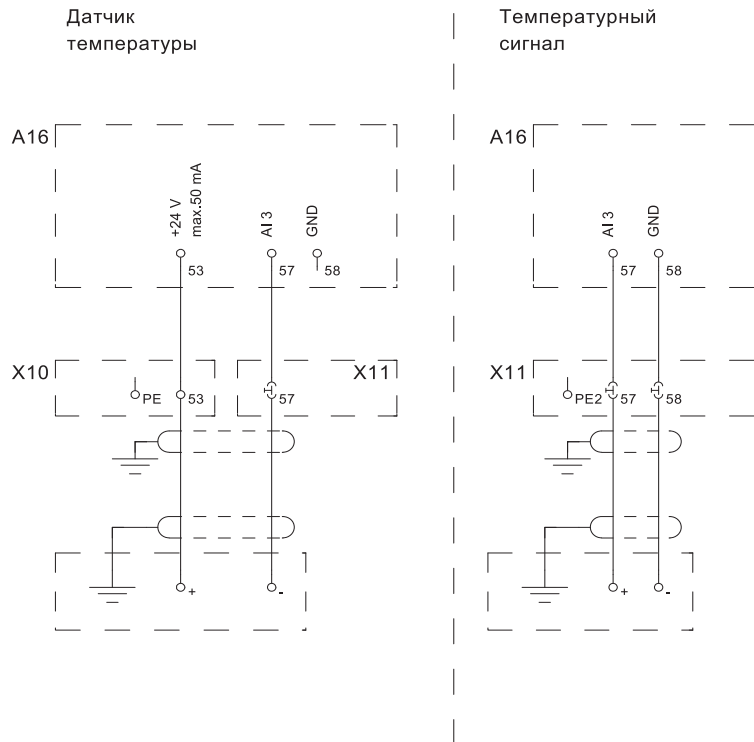 Датчик
температуры
A16
+24 V
max.50 mA
AI 3
GND
53
57
58
X10
PE
53
57
X11
+
-
Температурный
сигнал
A16
AI 3
GND
57
58
X11
PE2
57
58
+
-